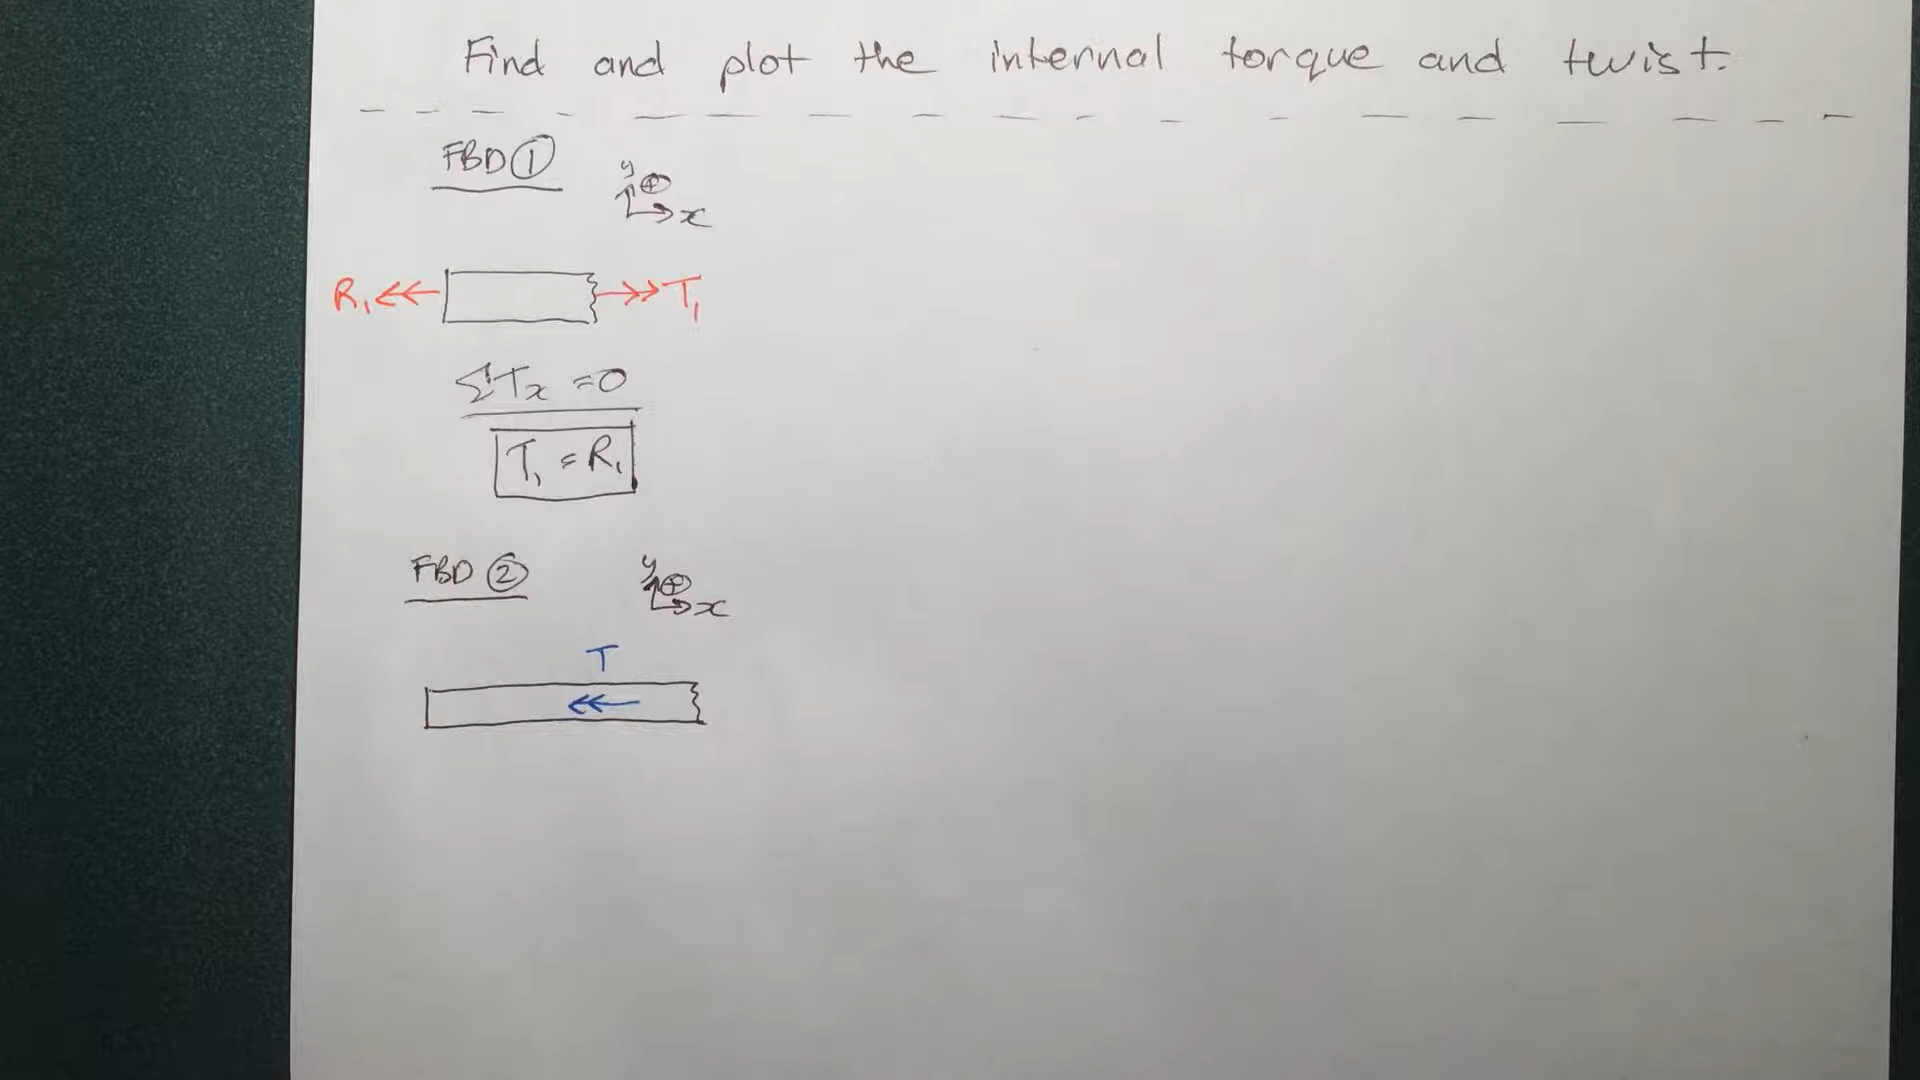 Find and plot the internal torque and twist.
FBD ①
y ⊕
x
R₁ T₁
ΣTx = 0
T₁ = R₁
FBD ②
y ⊕
x
T